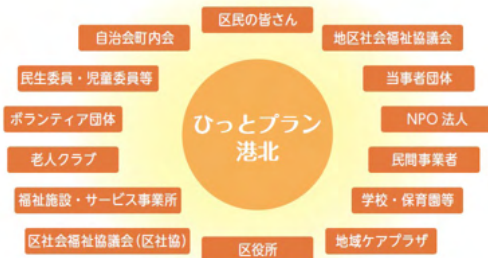 区民の皆さん
自治会町内会
地区社会福祉協議会
民生委員・児童委員等
当事者団体
ボランティア団体
NPO 法人
ひっとプラン
港北
老人クラブ
民間事業者
福祉施設・サービス事業所
学校・保育園等
区社会福祉協議会(区社協)
区役所
地域ケアプラザ